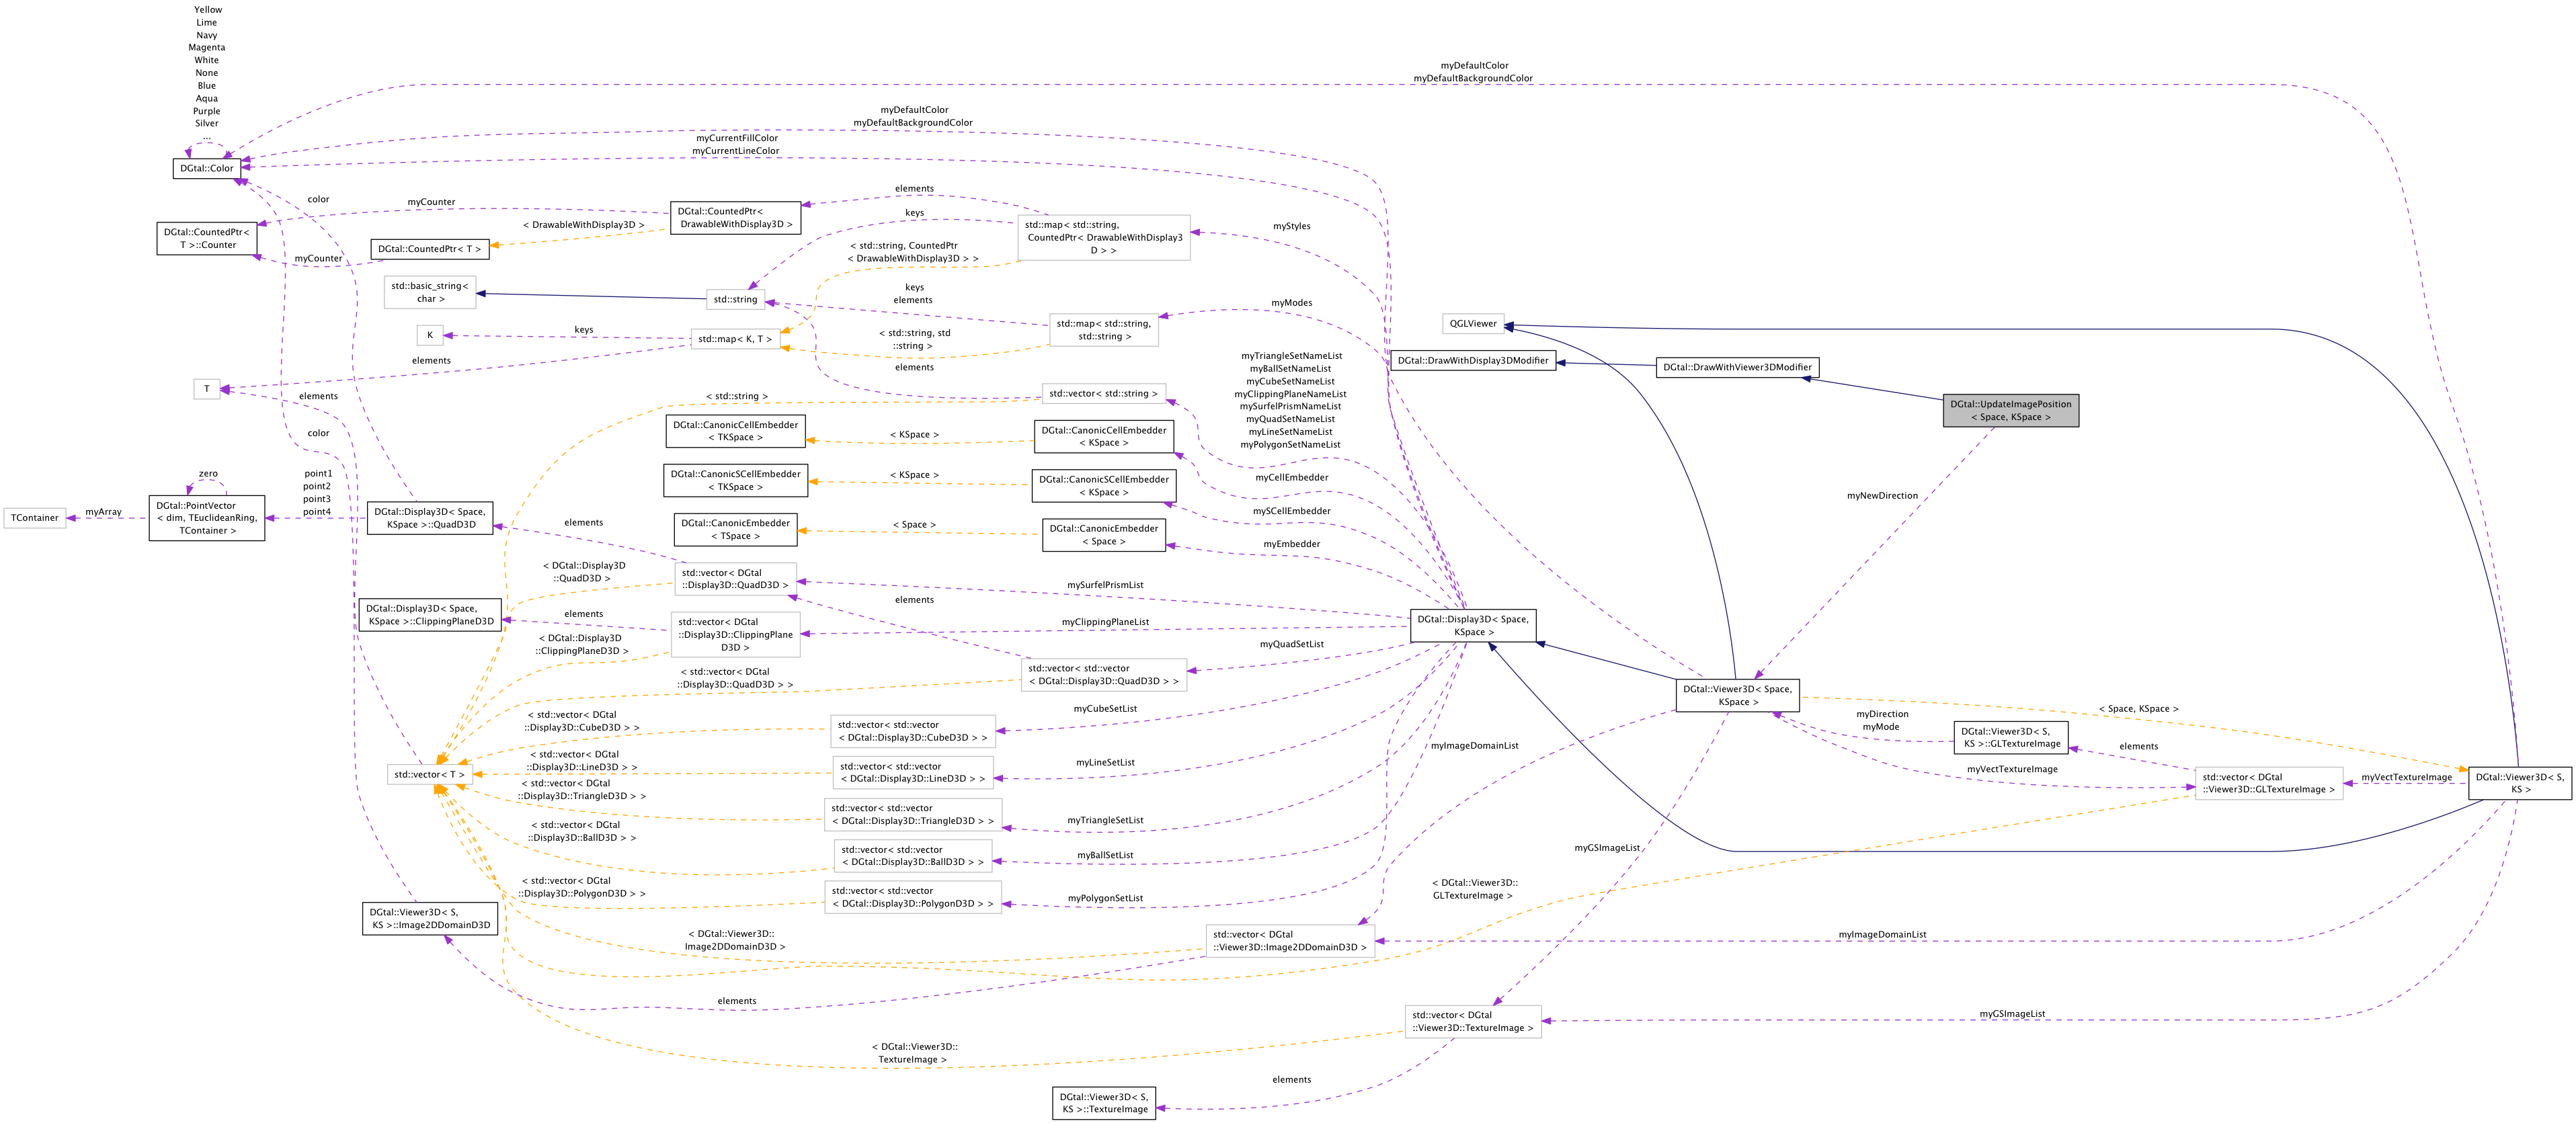 Yellow
Lime
Navy
Magenta
White
None
Blue
Aqua
Purple
Silver
...
DGtal::Color
myDefaultColor
myDefaultBackgroundColor
myDefaultColor
myDefaultBackgroundColor
myCurrentFillColor
myCurrentLineColor
color
elements
myCounter
DGtal::CountedPtr<
DrawableWithDisplay3D >
keys
std::map< std::string,
CountedPtr< DrawableWithDisplay3
D > >
myStyles
DGtal::CountedPtr<
T >::Counter
< DrawableWithDisplay3D >
DGtal::CountedPtr< T >
myCounter
< std::string, CountedPtr
< DrawableWithDisplay3D > >
std::basic_string<
char >
std::string
keys
elements
myModes
K
keys
std::map< K, T >
< std::string, std
::string >
std::map< std::string,
std::string >
QGLViewer
elements
elements
DGtal::DrawWithDisplay3DModifier
DGtal::DrawWithViewer3DModifier
T
elements
< std::string >
std::vector< std::string >
myTriangleSetNameList
myBallSetNameList
myCubeSetNameList
myClippingPlaneNameList
mySurfelPrismNameList
myQuadSetNameList
myLineSetNameList
myPolygonSetNameList
DGtal::UpdateImagePosition
< Space, KSpace >
color
DGtal::CanonicCellEmbedder
< TKSpace >
< KSpace >
DGtal::CanonicCellEmbedder
< KSpace >
myCellEmbedder
DGtal::CanonicSCellEmbedder
< TKSpace >
< KSpace >
DGtal::CanonicSCellEmbedder
< KSpace >
mySCellEmbedder
myNewDirection
zero
point1
point2
point3
point4
TContainer
myArray
DGtal::PointVector
< dim, TEuclideanRing,
TContainer >
DGtal::Display3D< Space,
KSpace >::QuadD3D
elements
DGtal::CanonicEmbedder
< TSpace >
< Space >
DGtal::CanonicEmbedder
< Space >
myEmbedder
< DGtal::Display3D
::QuadD3D >
std::vector< DGtal
::Display3D::QuadD3D >
mySurfelPrismList
elements
DGtal::Display3D< Space,
KSpace >::ClippingPlaneD3D
elements
std::vector< DGtal
::Display3D::ClippingPlane
D3D >
myClippingPlaneList
DGtal::Display3D< Space,
KSpace >
< DGtal::Display3D
::ClippingPlaneD3D >
< std::vector< DGtal
::Display3D::QuadD3D > >
std::vector< std::vector
< DGtal::Display3D::QuadD3D > >
myQuadSetList
DGtal::Viewer3D< Space,
KSpace >
< Space, KSpace >
< std::vector< DGtal
::Display3D::CubeD3D > >
std::vector< std::vector
< DGtal::Display3D::CubeD3D > >
myCubeSetList
myDirection
myMode
DGtal::Viewer3D< S,
KS >::GLTextureImage
elements
myImageDomainList
std::vector< T >
< std::vector< DGtal
::Display3D::LineD3D > >
std::vector< std::vector
< DGtal::Display3D::LineD3D > >
myLineSetList
myVectTextureImage
std::vector< DGtal
::Viewer3D::GLTextureImage >
myVectTextureImage
DGtal::Viewer3D< S,
KS >
< std::vector< DGtal
::Display3D::TriangleD3D > >
std::vector< std::vector
< DGtal::Display3D::TriangleD3D > >
myTriangleSetList
< std::vector< DGtal
::Display3D::BallD3D > >
std::vector< std::vector
< DGtal::Display3D::BallD3D > >
myBallSetList
myGSImageList
< std::vector< DGtal
::Display3D::PolygonD3D > >
std::vector< std::vector
< DGtal::Display3D::PolygonD3D > >
myPolygonSetList
< DGtal::Viewer3D::
GLTextureImage >
DGtal::Viewer3D< S,
KS >::Image2DDomainD3D
< DGtal::Viewer3D::
Image2DDomainD3D >
std::vector< DGtal
::Viewer3D::Image2DDomainD3D >
myImageDomainList
elements
std::vector< DGtal
::Viewer3D::TextureImage >
myGSImageList
< DGtal::Viewer3D::
TextureImage >
elements
DGtal::Viewer3D< S,
KS >::TextureImage